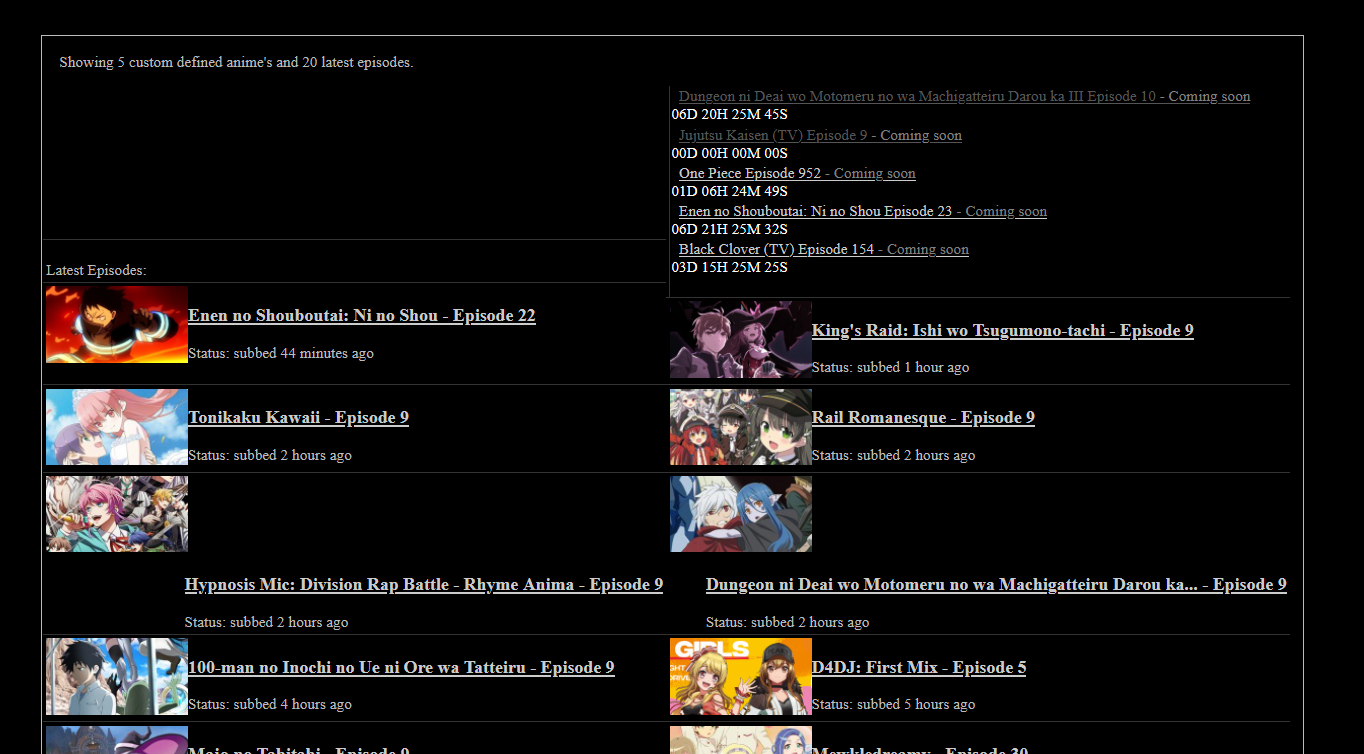 Showing 5 custom defined anime's and 20 latest episodes.
Dungeon ni Deai wo Motomeru no wa Machigatteiru Darou ka III Episode 10 - Coming soon
06D 20H 25M 45S
Jujutsu Kaisen (TV) Episode 9 - Coming soon
00D 00H 00M 00S
One Piece Episode 952 - Coming soon
01D 06H 24M 49S
Enen no Shouboutai: Ni no Shou Episode 23 - Coming soon
06D 21H 25M 32S
Black Clover (TV) Episode 154 - Coming soon
03D 15H 25M 25S
Latest Episodes:
Enen no Shouboutai: Ni no Shou - Episode 22
Status: subbed 44 minutes ago
King's Raid: Ishi wo Tsugumono-tachi - Episode 9
Status: subbed 1 hour ago
Tonikaku Kawaii - Episode 9
Status: subbed 2 hours ago
Rail Romanesque - Episode 9
Status: subbed 2 hours ago
Hypnosis Mic: Division Rap Battle - Rhyme Anima - Episode 9
Status: subbed 2 hours ago
Dungeon ni Deai wo Motomeru no wa Machigatteiru Darou ka... - Episode 9
Status: subbed 2 hours ago
100-man no Inochi no Ue ni Ore wa Tatteiru - Episode 9
Status: subbed 4 hours ago
GIRLS
D4DJ: First Mix - Episode 5
Status: subbed 5 hours ago
Majo no Tabitabi - Episode 9
Mewkledreamy - Episode 30